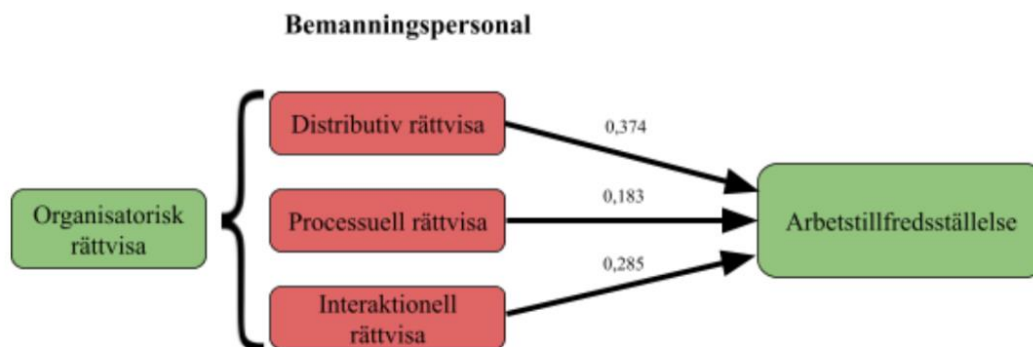 Bemanningspersonal
Distributiv rättvisa
0,374
Organisatorisk
rättvisa
Processuell rättvisa
0,183
Arbetstillfredsställelse
0,285
Interaktionell
rättvisa